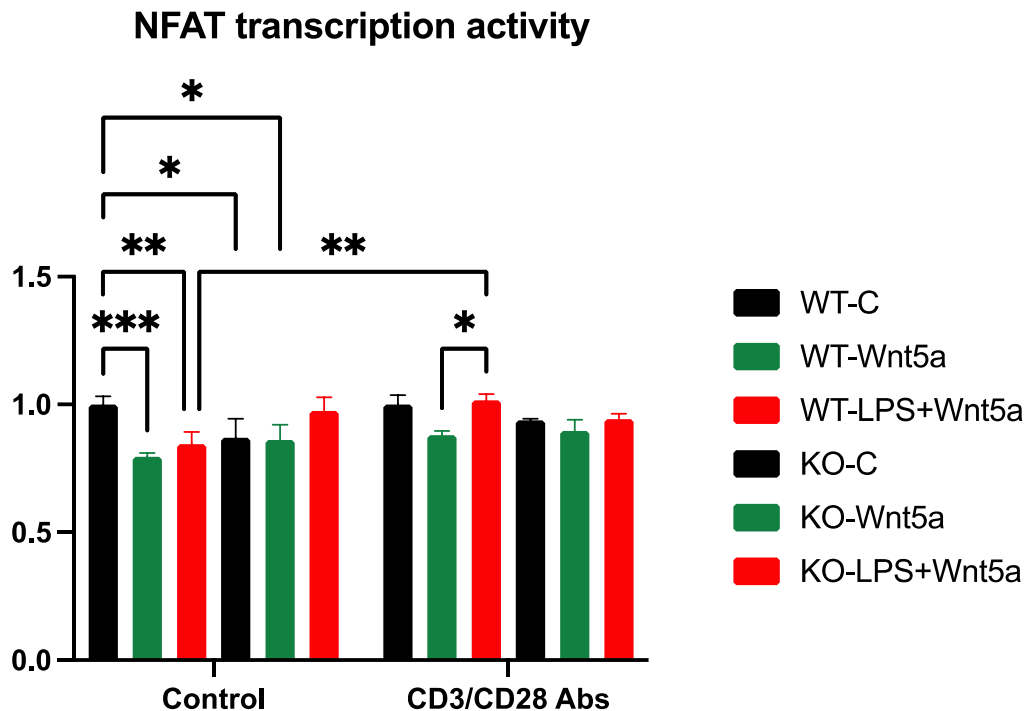 NFAT transcription activity
*
*
**
**
***
*
1.5
1.0
0.5
0.0
Control
CD3/CD28 Abs
WT-C
WT-Wnt5a
WT-LPS+Wnt5a
KO-C
KO-Wnt5a
KO-LPS+Wnt5a